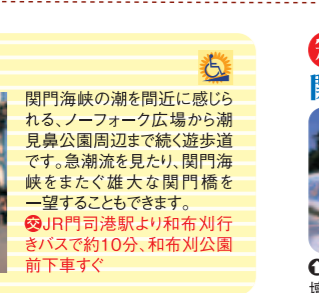 関門海峡の潮を間近に感じら
れる、ノーフォーク広場から潮
見鼻公園周辺まで続く遊歩道
です。急潮流を見たり、関門海
峡をまたぐ雄大な関門橋を
一望することもできます。
交JR門司港駅より和布刈行
きバスで約10分、和布刈公園
前下車すぐ